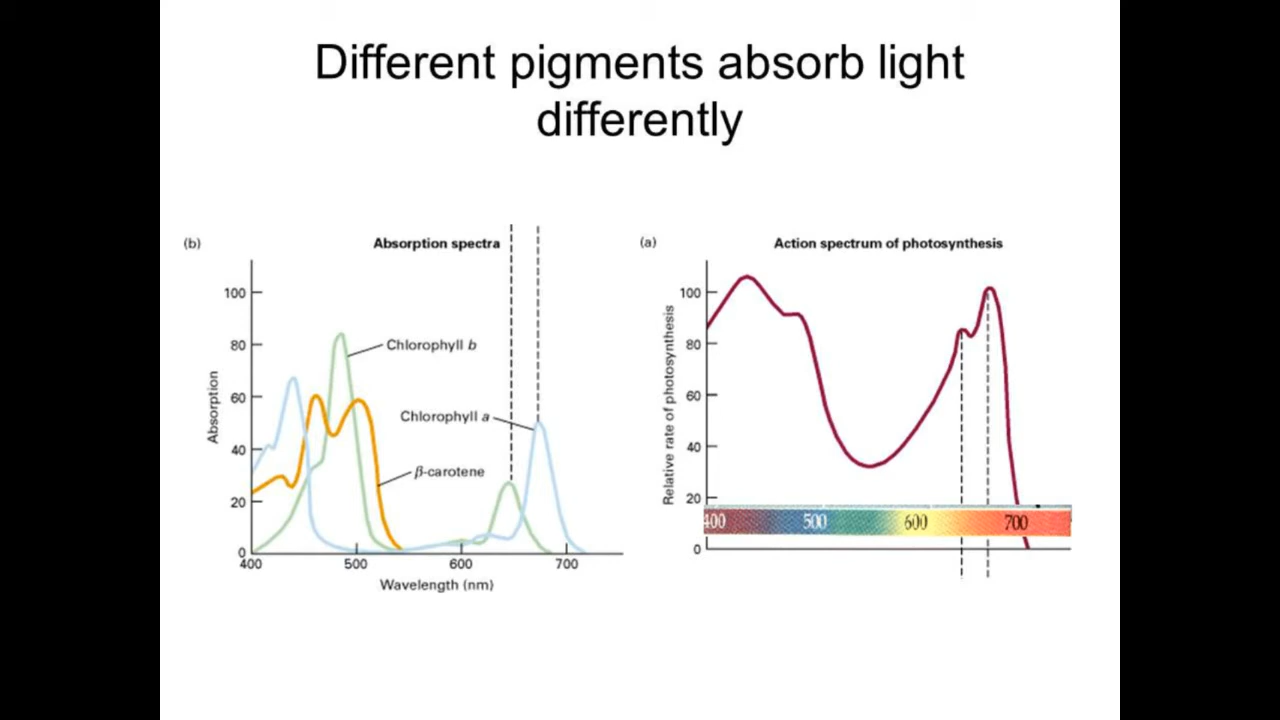 Different pigments absorb light
differently
(b)
Absorption spectra
100
80
60
40
20
0
Absorption
Chlorophyll b
Chlorophyll a
β-carotene
400 500 600 700
Wavelength (nm)
(a)
Action spectrum of photosynthesis
100
80
60
40
20
0
Relative rate of photosynthesis
400 500 600 700